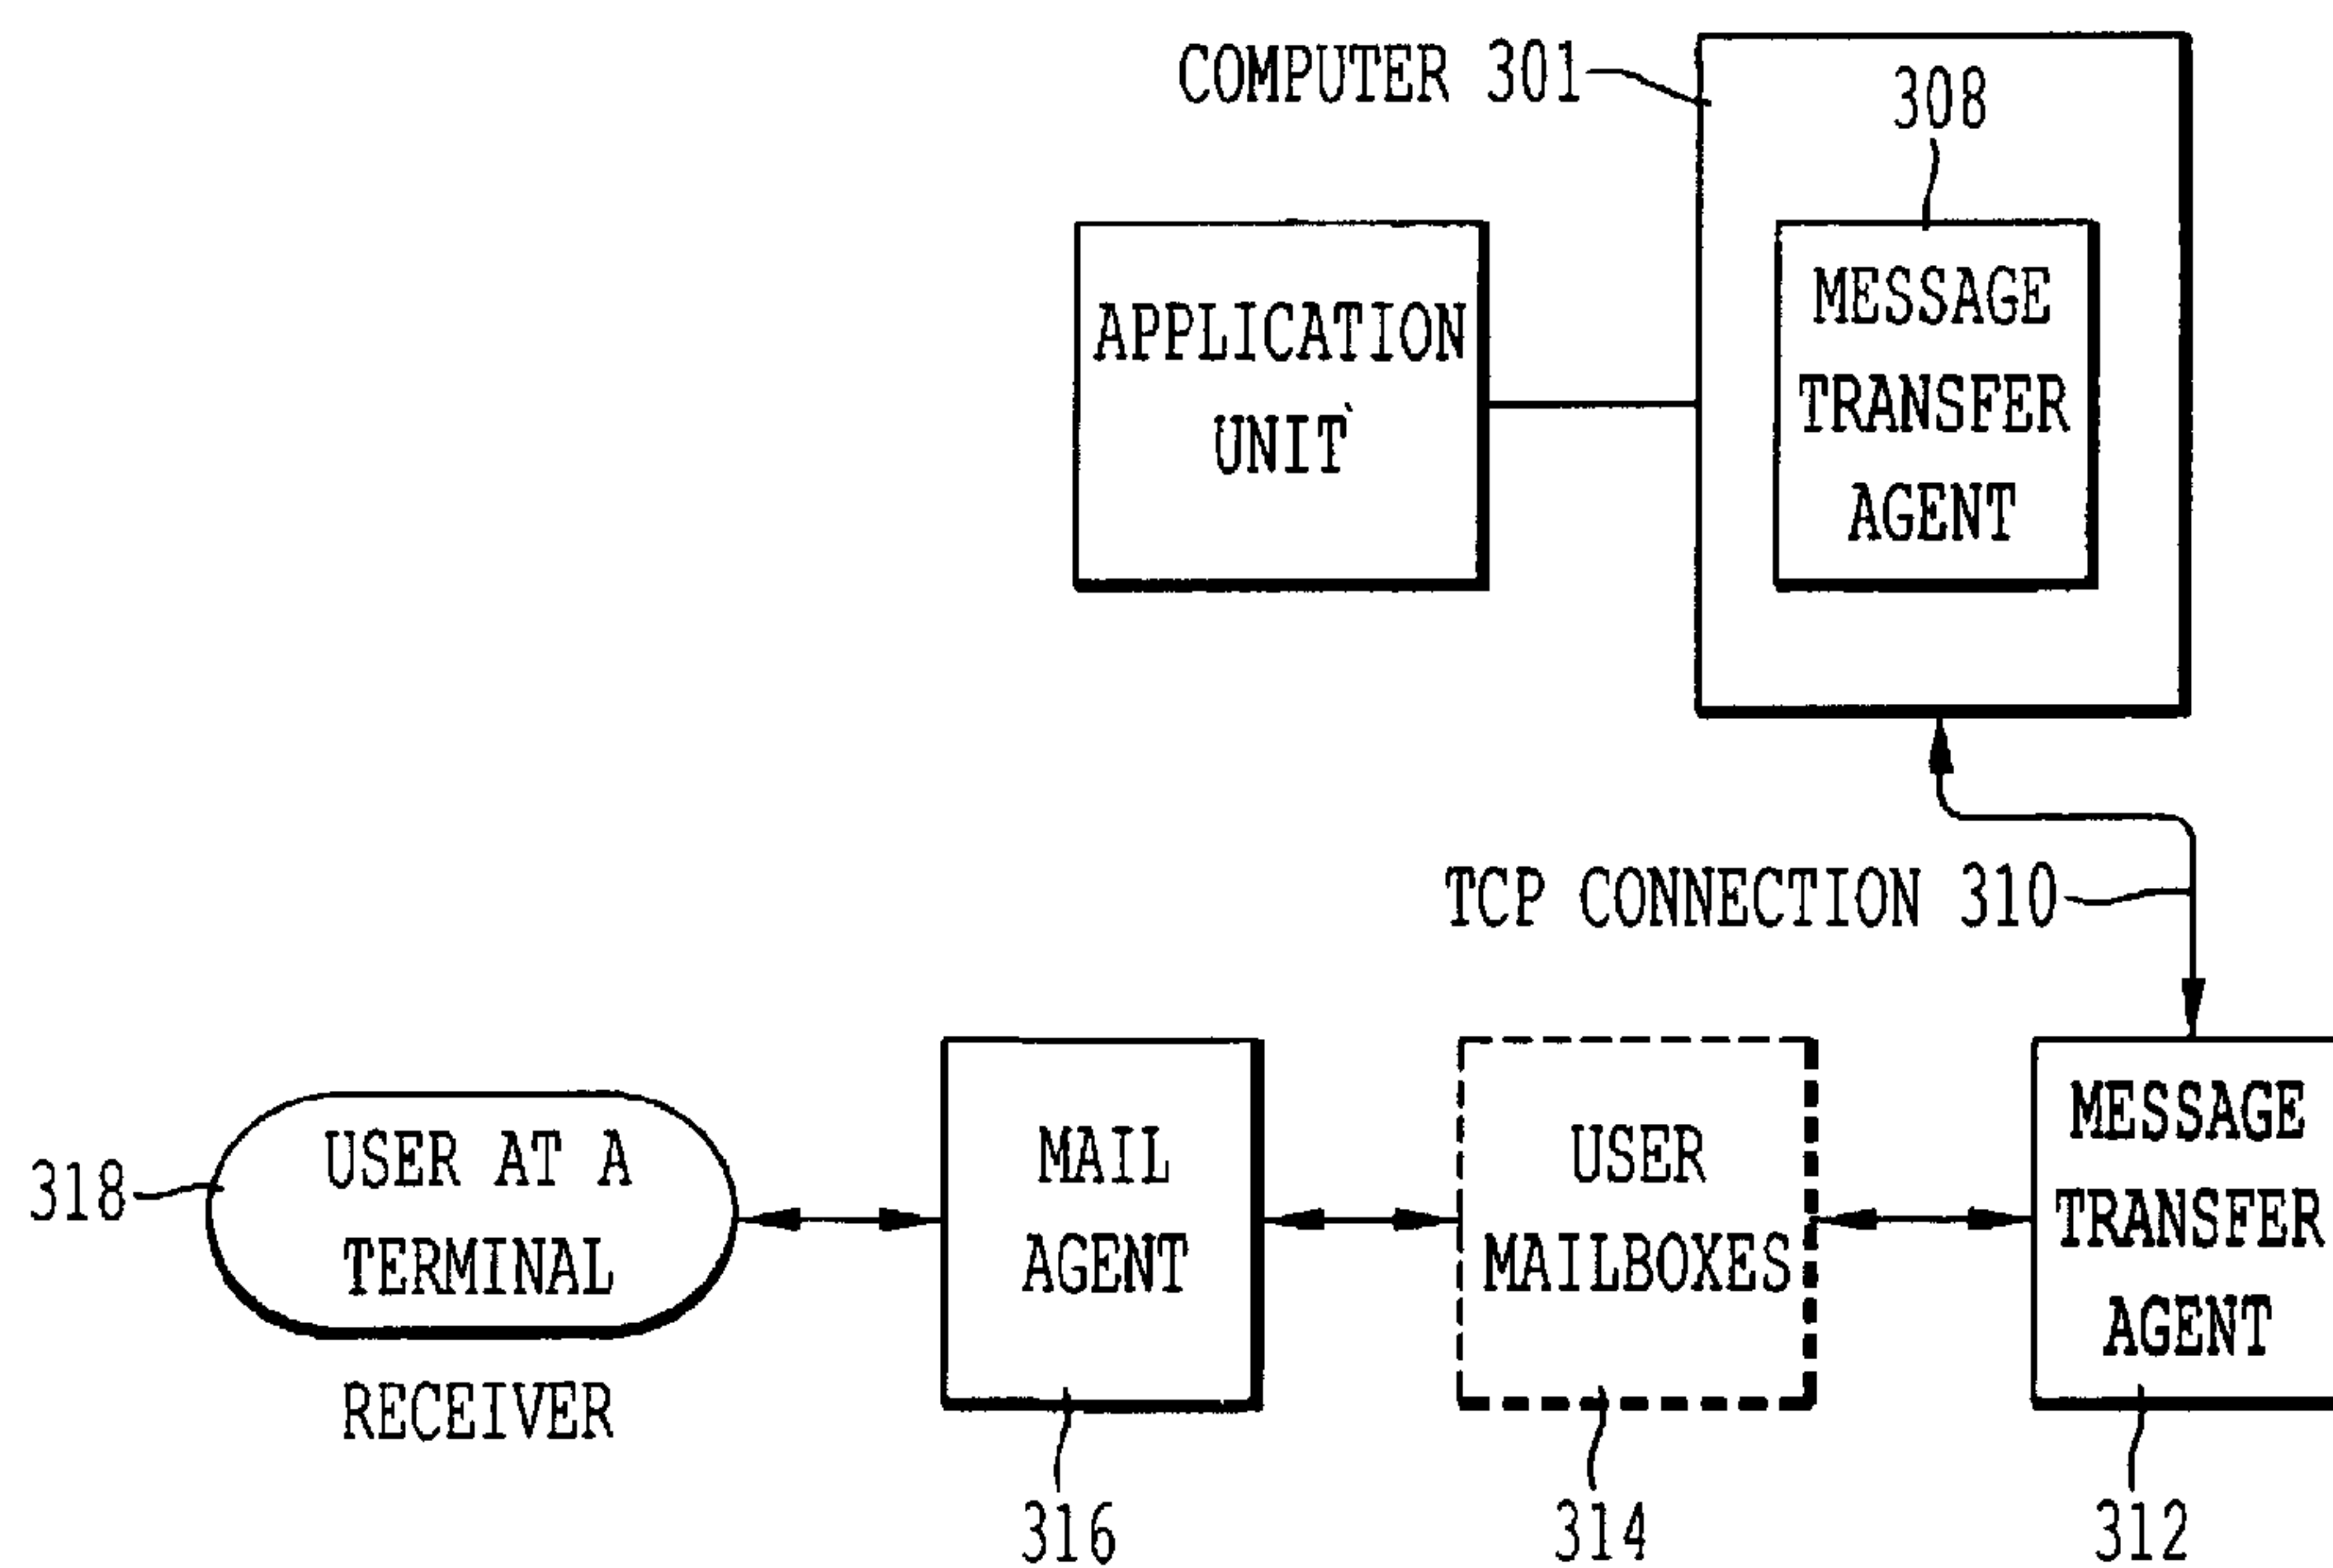 COMPUTER 301
308
APPLICATION
UNIT
MESSAGE
TRANSFER
AGENT
TCP CONNECTION 310
318
USER AT A
TERMINAL
RECEIVER
MAIL
AGENT
316
USER
MAILBOXES
314
MESSAGE
TRANSFER
AGENT
312